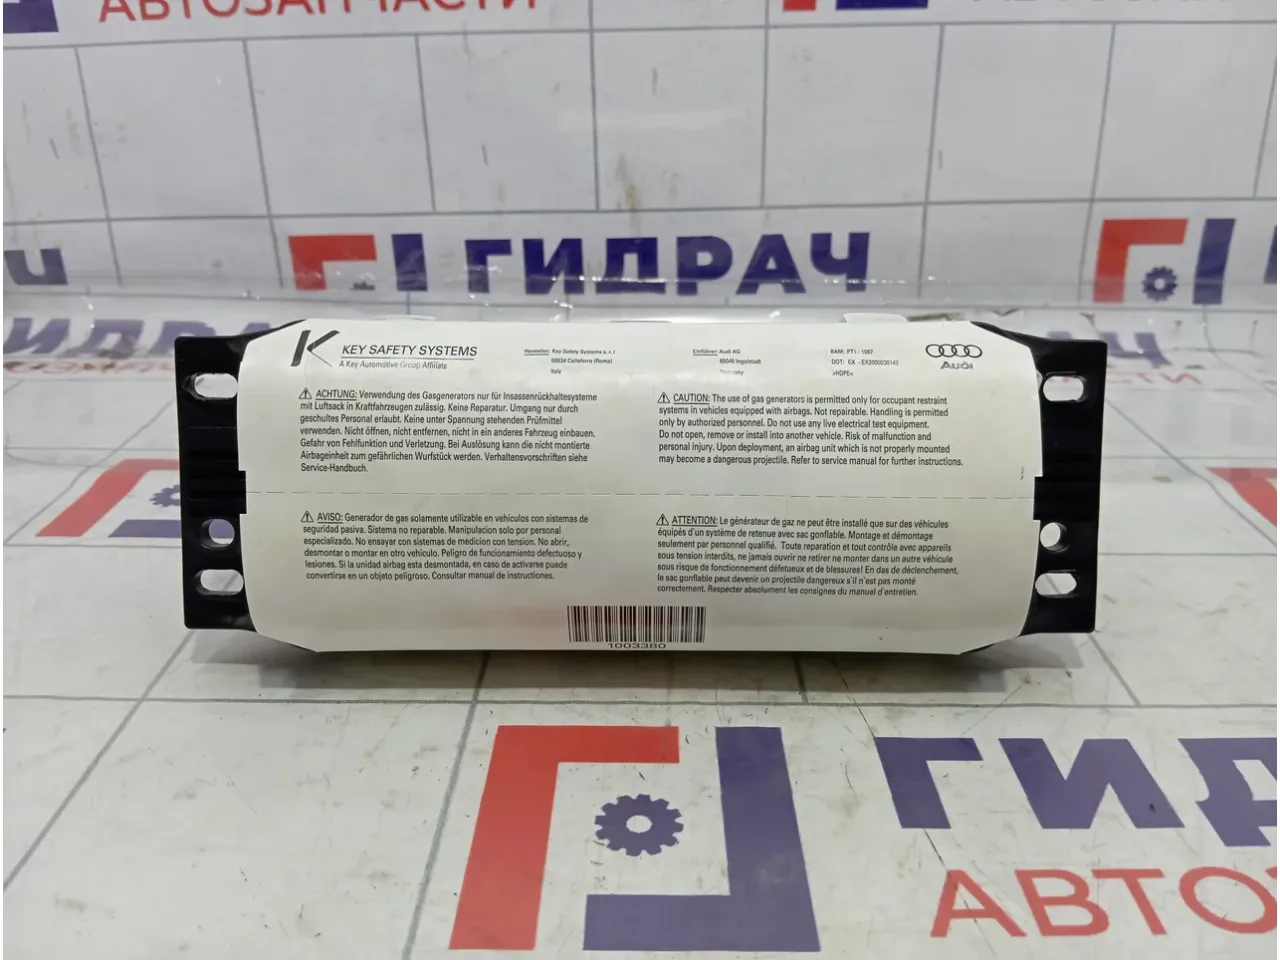 АВТОЗАПЧАСТИ
ГИДРАЧ
KEY SAFETY SYSTEMS
A Key Automotive Group Affiliate
Hersteller: Key Safety Systems s. r. l
00034 Colleferro (Roma)
Italy
Einführer: Audi AG
85045 Ingolstadt
Germany
BAM: PT1 - 1087
DOT: EX - EX2000030142
>HDPE<
Audi
ACHTUNG: Verwendung des Gasgenerators nur für Insassenrückhaltesysteme
mit Luftsack in Kraftfahrzeugen zulässig. Keine Reparatur. Umgang nur durch
geschultes Personal erlaubt. Keine unter Spannung stehenden Prüfmittel
verwenden. Nicht öffnen, nicht entfernen, nicht in ein anderes Fahrzeug einbauen.
Gefahr von Fehlfunktion und Verletzung. Bei Auslösung kann die nicht montierte
Airbageinheit zum gefährlichen Wurfstück werden. Verhaltensvorschriften siehe
Service-Handbuch.
CAUTION: The use of gas generators is permitted only for occupant restraint
systems in vehicles equipped with airbags. Not repairable. Handling is permitted
only by authorized personnel. Do not use any live electrical test equipment.
Do not open, remove or install into another vehicle. Risk of malfunction and
personal injury. Upon deployment, an airbag unit which is not properly mounted
may become a dangerous projectile. Refer to service manual for further instructions.
AVISO: Generador de gas solamente utilizable en vehiculos con sistemas de
seguridad pasiva. Sistema no reparable. Manipulacion solo por personal
especializado. No ensayar con sistemas de medicion con tension. No abrir,
desmontar o montar en otro vehiculo. Peligro de funcionamiento defectuoso y
lesiones. Si la unidad airbag esta desmontada, en caso de activarse puede
convertirse en un objeto peligroso. Consultar manual de instrucciones.
ATTENTION: Le générateur de gaz ne peut être installé que sur des véhicules
équipés d'un système de retenue avec sac gonflable. Montage et démontage
seulement par personnel qualifié. Toute reparation et tout contrôle avec appareils
sous tension interdits, ne jamais ouvrir ne retirer ne monter dans un autre véhicule
sous risque de fonctionnement défetueux et de blessures! En das de déclenchement,
le sac gonflable peut devenir un projectile dangereux s'il n'est pas monté
correctement. Respecter absolument les consignes du manuel d'entretien.
1003380
ГИДРАЧ
АВТОЗ